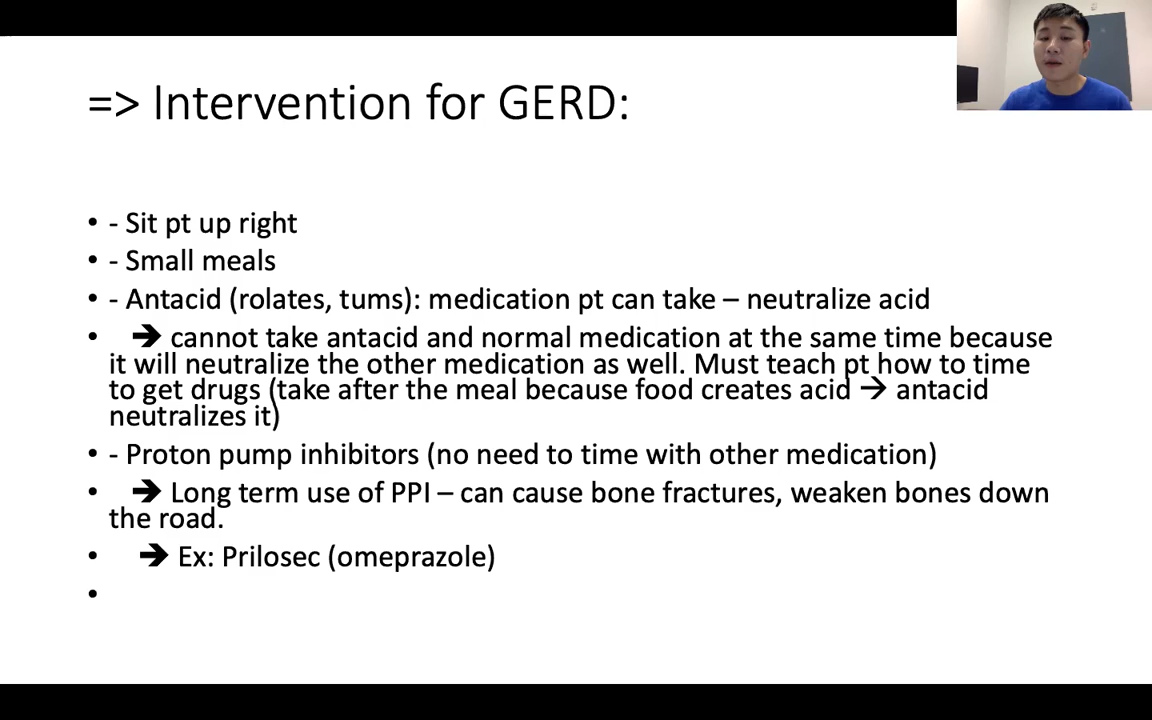 => Intervention for GERD:
• - Sit pt up right
• - Small meals
• - Antacid (rolates, tums): medication pt can take – neutralize acid
• ➔ cannot take antacid and normal medication at the same time because
it will neutralize the other medication as well. Must teach pt how to time
to get drugs (take after the meal because food creates acid → antacid
neutralizes it)
• - Proton pump inhibitors (no need to time with other medication)
• ➔ Long term use of PPI – can cause bone fractures, weaken bones down
the road.
• ➔ Ex: Prilosec (omeprazole)
•